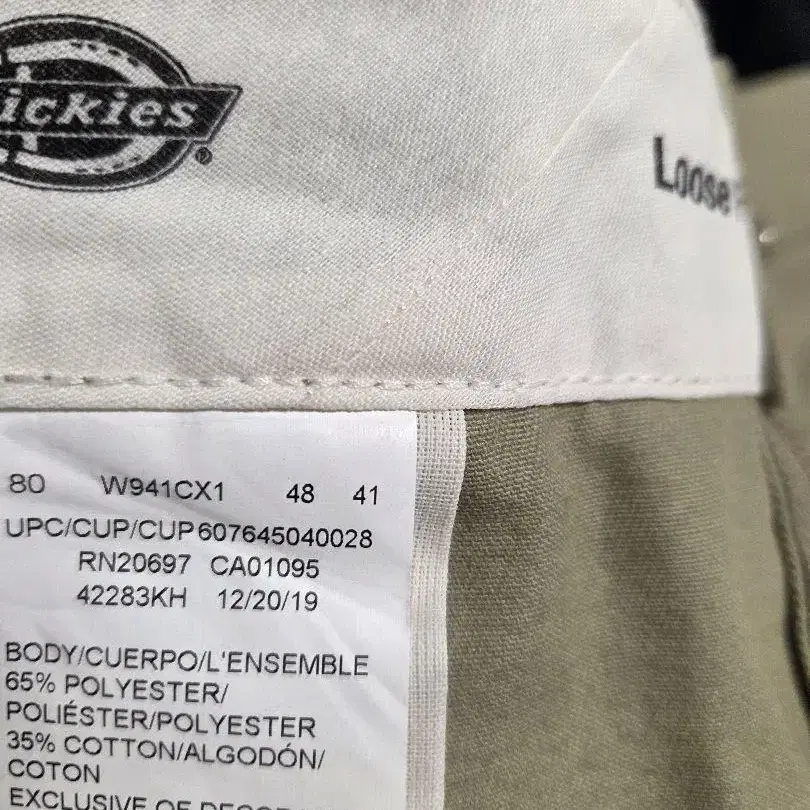 ickies
®
Loose
80 W941CX1 48 41
UPC/CUP/CUP 607645040028
RN20697 CA01095
42283KH 12/20/19
BODY/CUERPO/L'ENSEMBLE
65% POLYESTER/
POLIÉSTER/POLYESTER
35% COTTON/ALGODÓN/
COTON
EXCLUSIVE OF